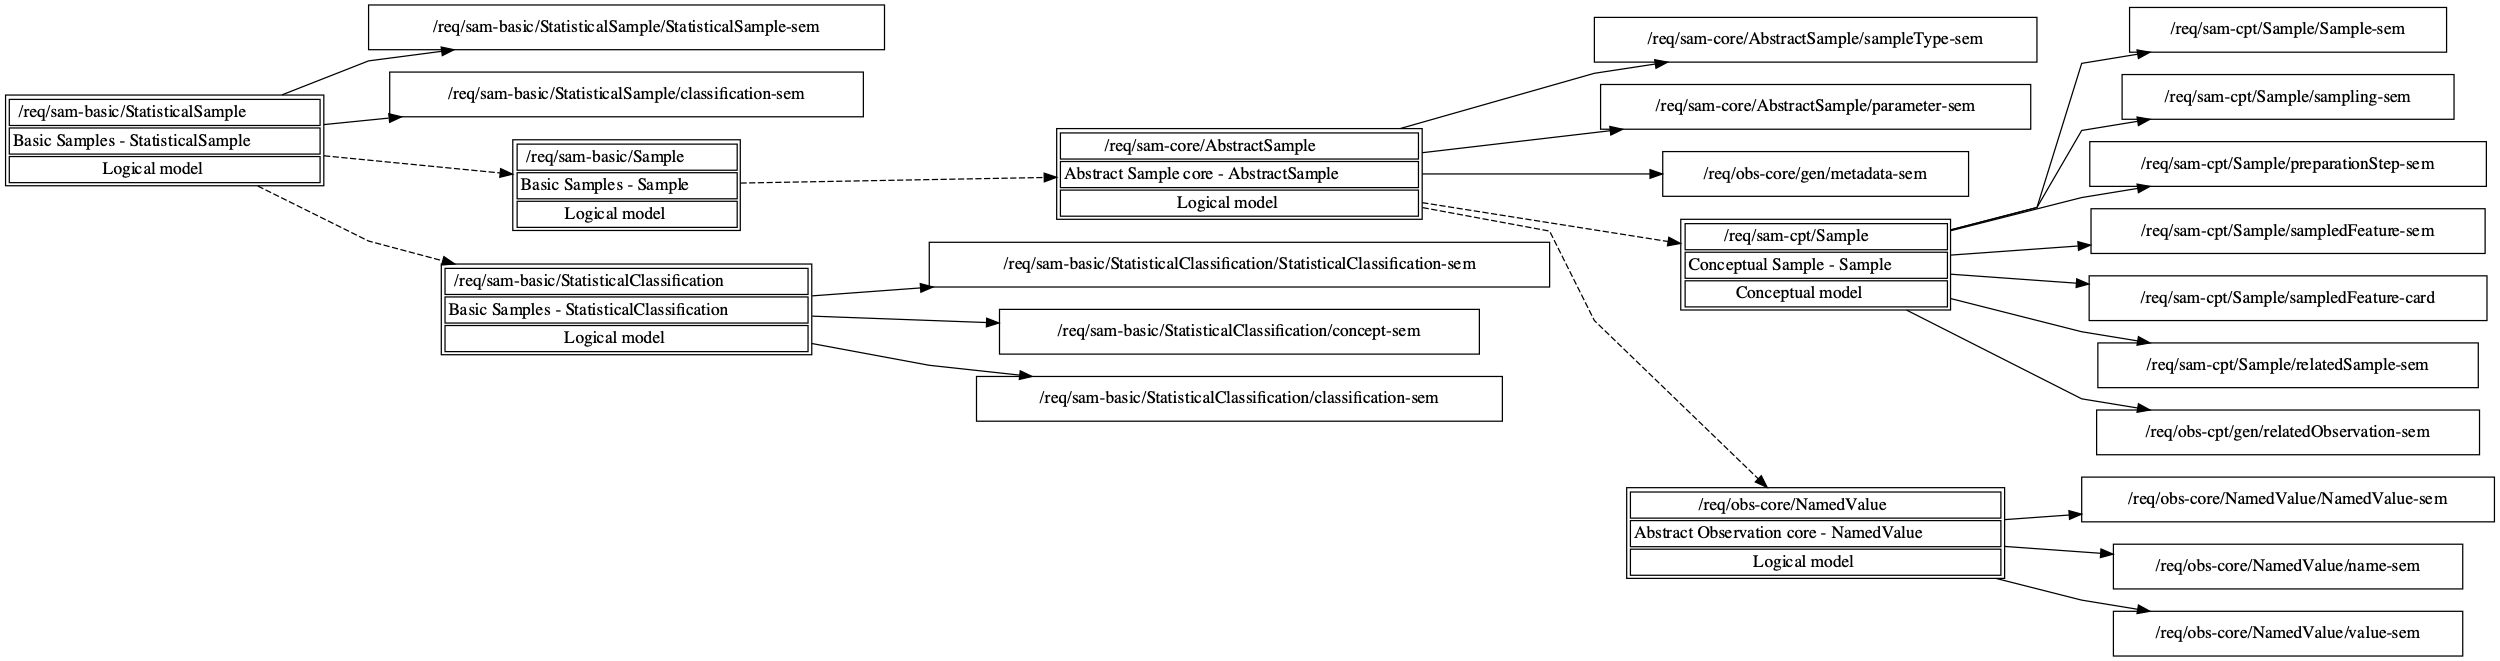 /req/sam-basic/StatisticalSample
Basic Samples - StatisticalSample
Logical model
/req/sam-basic/StatisticalSample/StatisticalSample-sem
/req/sam-basic/StatisticalSample/classification-sem
/req/sam-basic/Sample
Basic Samples - Sample
Logical model
/req/sam-basic/StatisticalClassification
Basic Samples - StatisticalClassification
Logical model
/req/sam-basic/StatisticalClassification/StatisticalClassification-sem
/req/sam-basic/StatisticalClassification/concept-sem
/req/sam-basic/StatisticalClassification/classification-sem
/req/sam-core/AbstractSample
Abstract Sample core - AbstractSample
Logical model
/req/sam-core/AbstractSample/sampleType-sem
/req/sam-core/AbstractSample/parameter-sem
/req/obs-core/gen/metadata-sem
/req/sam-cpt/Sample
Conceptual Sample - Sample
Conceptual model
/req/obs-core/NamedValue
Abstract Observation core - NamedValue
Logical model
/req/sam-cpt/Sample/Sample-sem
/req/sam-cpt/Sample/sampling-sem
/req/sam-cpt/Sample/preparationStep-sem
/req/sam-cpt/Sample/sampledFeature-sem
/req/sam-cpt/Sample/sampledFeature-card
/req/sam-cpt/Sample/relatedSample-sem
/req/obs-cpt/gen/relatedObservation-sem
/req/obs-core/NamedValue/NamedValue-sem
/req/obs-core/NamedValue/name-sem
/req/obs-core/NamedValue/value-sem